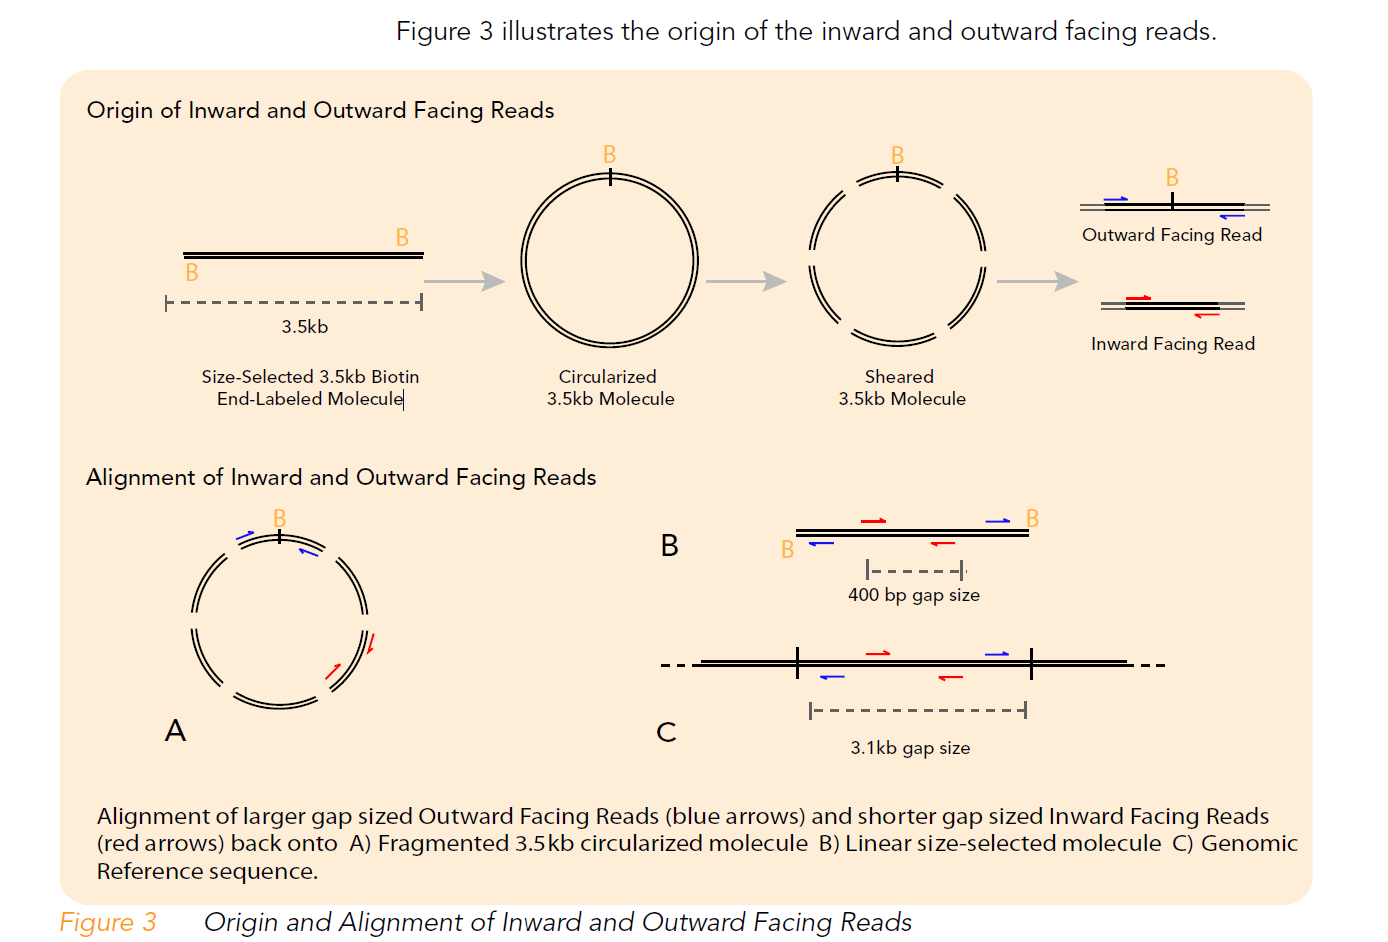 Figure 3 illustrates the origin of the inward and outward facing reads.
Origin of Inward and Outward Facing Reads
B
B
B
B
B
Outward Facing Read
3.5kb
Inward Facing Read
Size-Selected 3.5kb Biotin
End-Labeled Molecule
Circularized
3.5kb Molecule
Sheared
3.5kb Molecule
Alignment of Inward and Outward Facing Reads
B
A
B
B
B
400 bp gap size
C
3.1kb gap size
Alignment of larger gap sized Outward Facing Reads (blue arrows) and shorter gap sized Inward Facing Reads
(red arrows) back onto A) Fragmented 3.5kb circularized molecule B) Linear size-selected molecule C) Genomic
Reference sequence.
Figure 3 Origin and Alignment of Inward and Outward Facing Reads